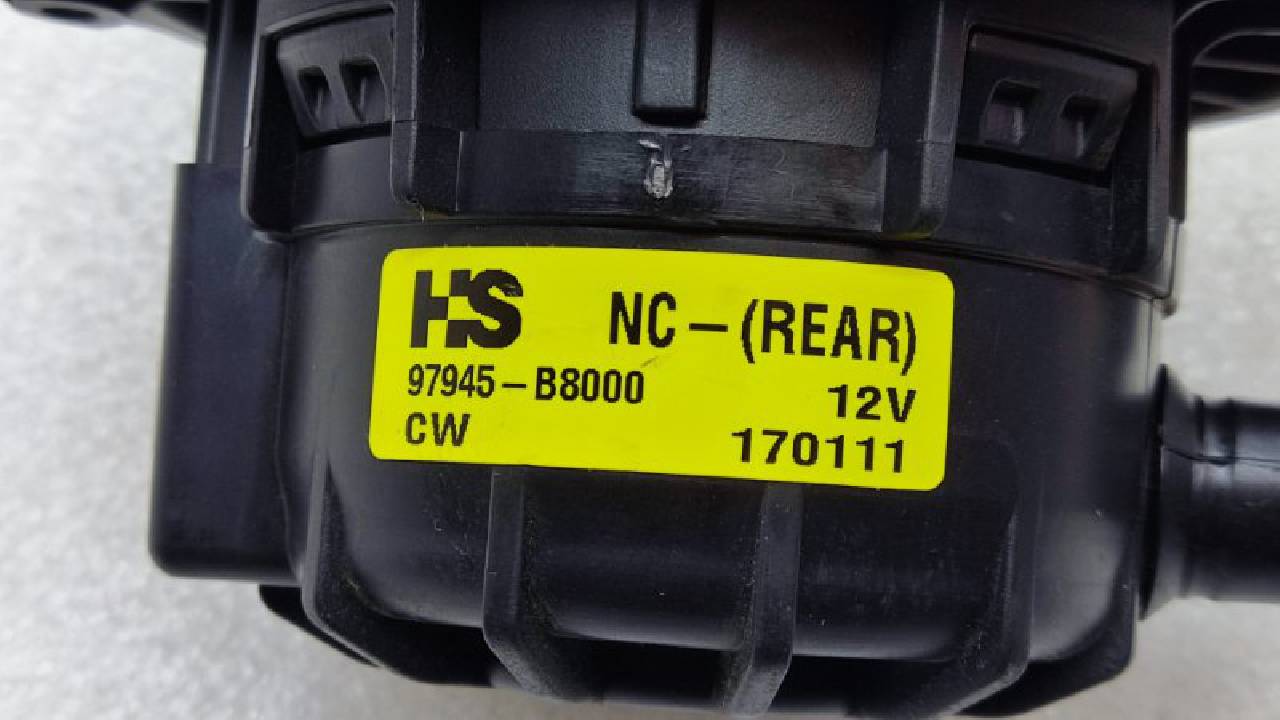 HS NC-(REAR)
97945-B8000
12V
CW
170111